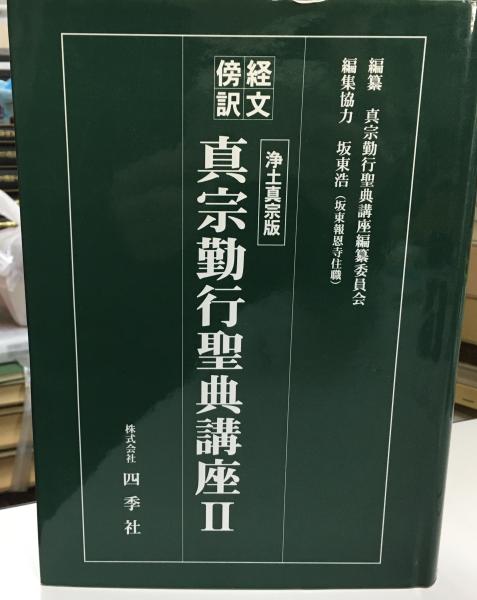 編纂　真宗勤行聖典講座編纂委員会
編集協力　坂東浩（坂東報恩寺住職）
浄土真宗版
経文
傍訳
真宗勤行聖典講座II
株式会社　四季社